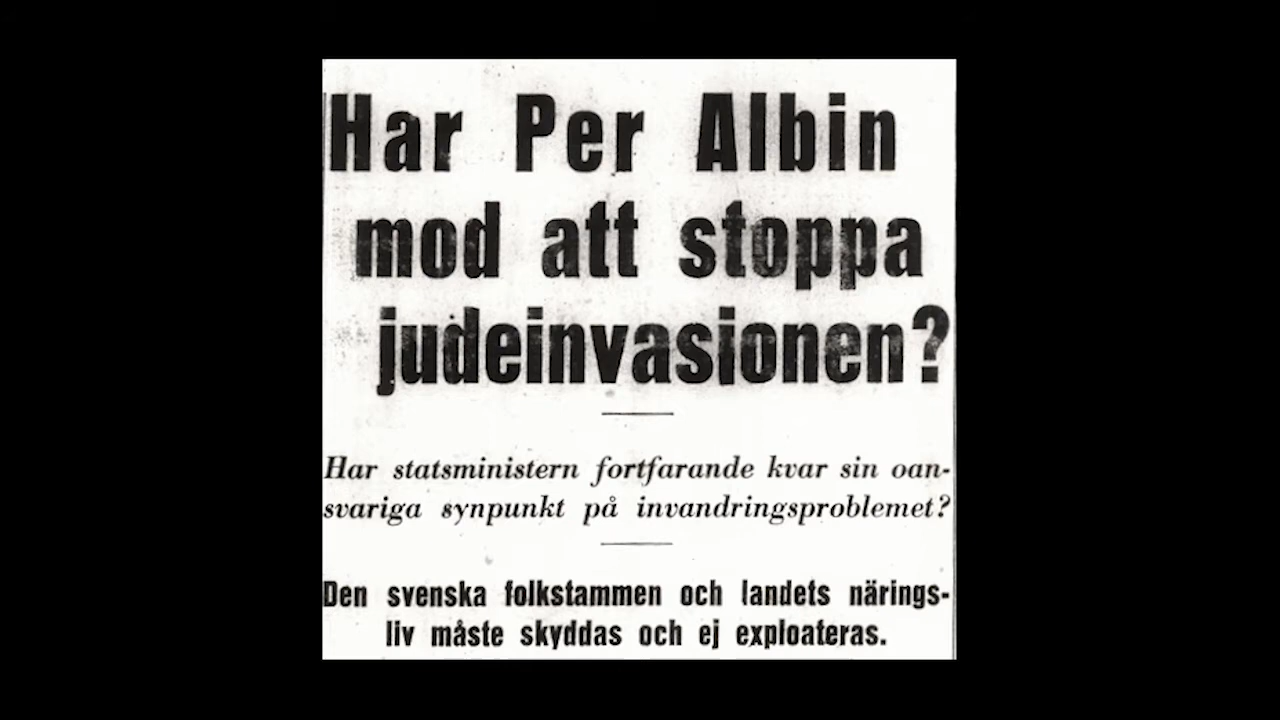 Har Per Albin
mod att stoppa
judeinvasionen?
Har statsministern fortfarande kvar sin oan-
svariga synpunkt på invandringsproblemet?
Den svenska folkstammen och landets närings-
liv måste skyddas och ej exploateras.